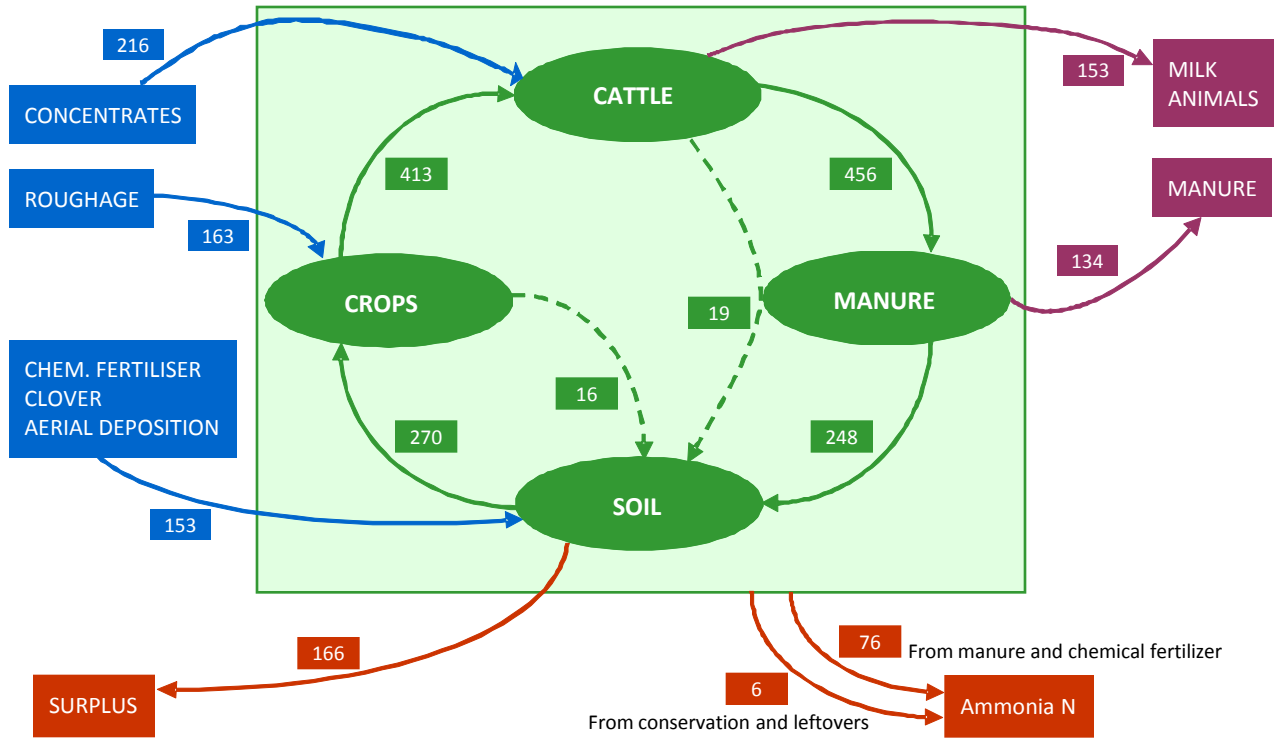 216
CONCENTRATES
CATTLE
153
MILK
ANIMALS
413
456
ROUGHAGE
163
MANURE
134
CROPS
MANURE
19
CHEM. FERTILISER
CLOVER
AERIAL DEPOSITION
16
270
248
SOIL
153
166
76
From manure and chemical fertilizer
6
SURPLUS
From conservation and leftovers
Ammonia N